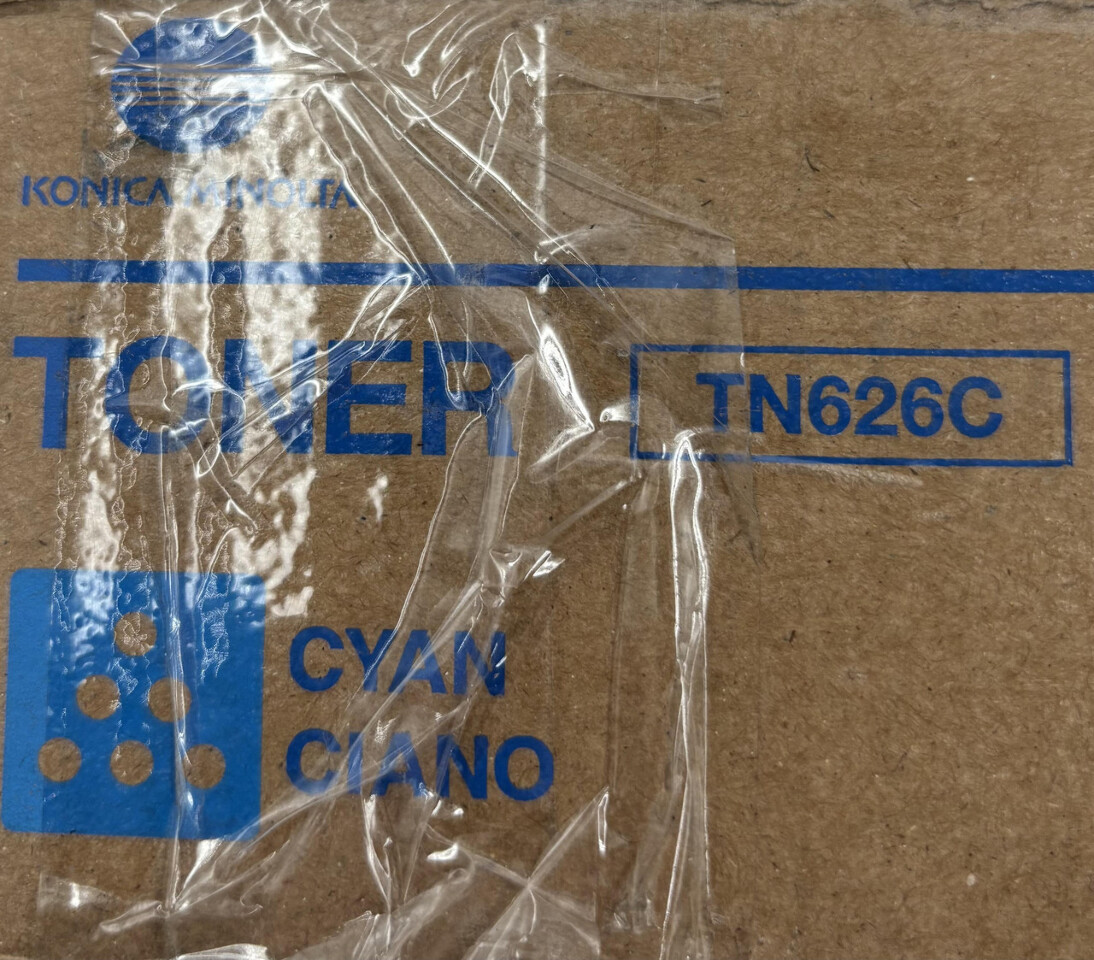 KONICA MINOLTA
TONER
TN626C
CYAN
CIANO